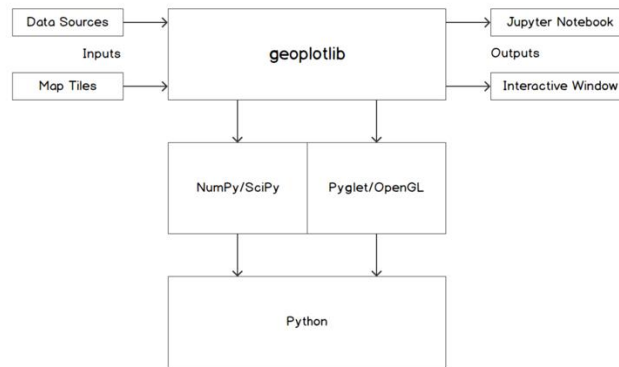 Data Sources
Jupyter Notebook
Inputs
geoplotlib
Outputs
Map Tiles
Interactive Window
NumPy/SciPy
Pyglet/OpenGL
Python